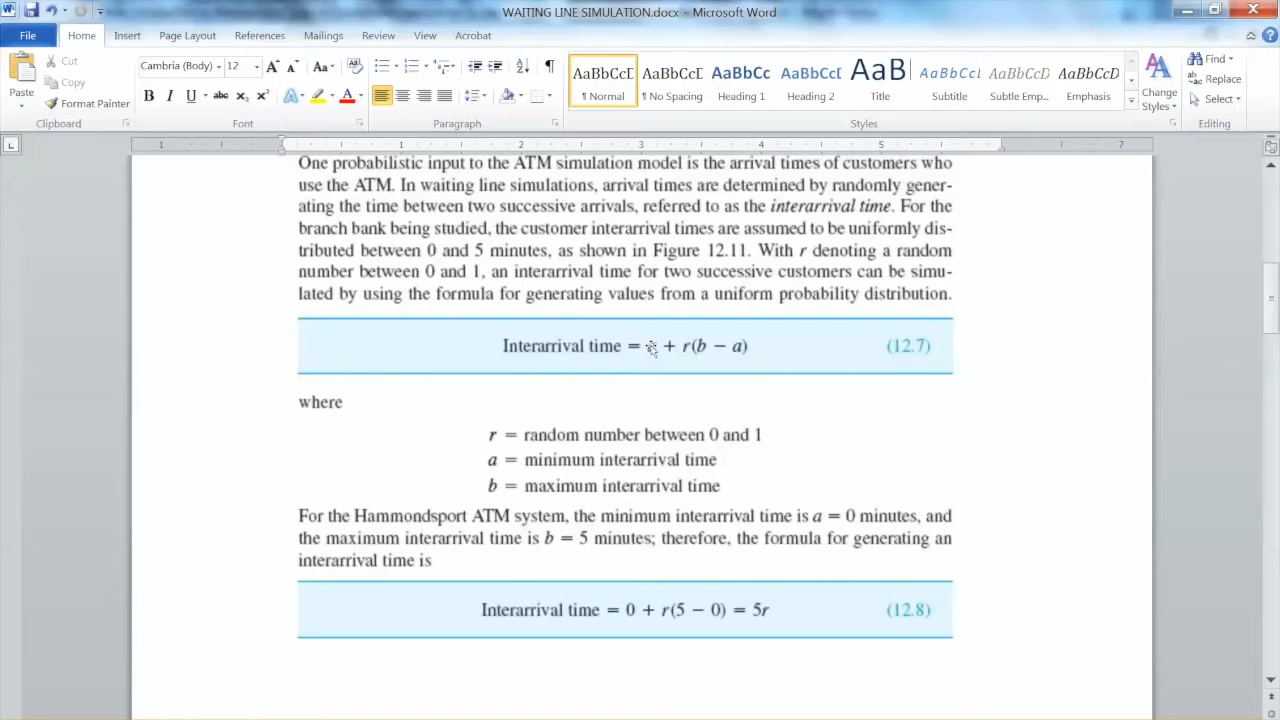 WAITING LINE SIMULATION.docx - Microsoft Word
File Home Insert Page Layout References Mailings Review View Acrobat
Paste
Cut
Copy
Format Painter
Clipboard
Cambria (Body) 12
Font
Paragraph
AaBbCcD AaBbCcD AaBbCc AaBbCcI AaB AaBbCcL AaBbCcD AaBbCcD
¶ Normal ¶ No Spacing Heading 1 Heading 2 Title Subtitle Subtle Emp... Emphasis
Change Styles
Styles
Find
Replace
Select
Editing
1 1 2 3 4 5 7
One probabilistic input to the ATM simulation model is the arrival times of customers who
use the ATM. In waiting line simulations, arrival times are determined by randomly gener-
ating the time between two successive arrivals, referred to as the interarrival time. For the
branch bank being studied, the customer interarrival times are assumed to be uniformly dis-
tributed between 0 and 5 minutes, as shown in Figure 12.11. With r denoting a random
number between 0 and 1, an interarrival time for two successive customers can be simu-
lated by using the formula for generating values from a uniform probability distribution.
Interarrival time = + r(b − a) (12.7)
where
r = random number between 0 and 1
a = minimum interarrival time
b = maximum interarrival time
For the Hammondsport ATM system, the minimum interarrival time is a = 0 minutes, and
the maximum interarrival time is b = 5 minutes; therefore, the formula for generating an
interarrival time is
Interarrival time = 0 + r(5 − 0) = 5r (12.8)